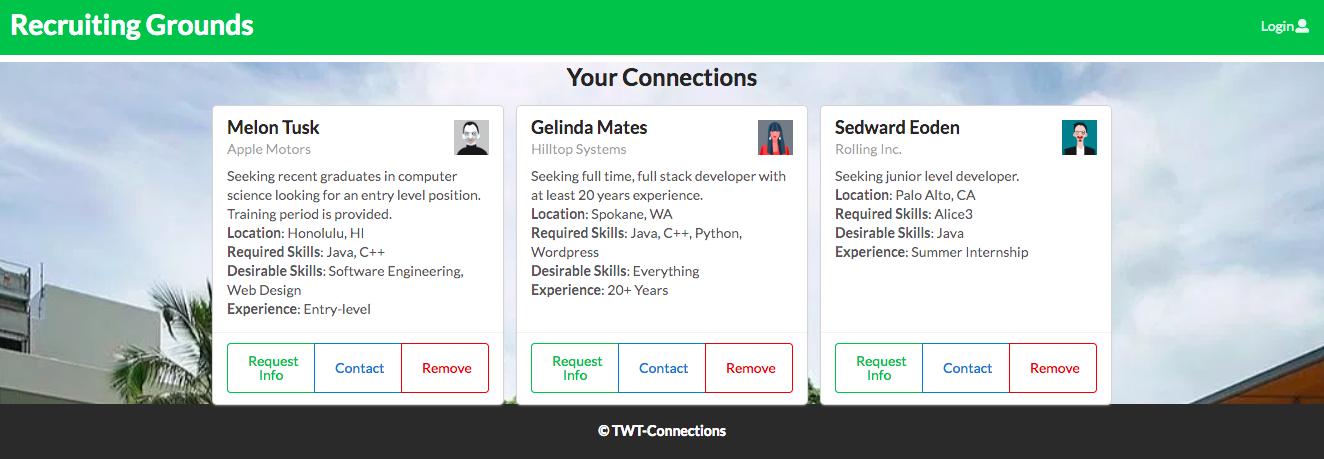 Recruiting Grounds
Login
Your Connections
Melon Tusk
Apple Motors
Seeking recent graduates in computer
science looking for an entry level position.
Training period is provided.
Location: Honolulu, HI
Required Skills: Java, C++
Desirable Skills: Software Engineering,
Web Design
Experience: Entry-level
Request
Info
Contact
Remove
Gelinda Mates
Hilltop Systems
Seeking full time, full stack developer with
at least 20 years experience.
Location: Spokane, WA
Required Skills: Java, C++, Python,
Wordpress
Desirable Skills: Everything
Experience: 20+ Years
Request
Info
Contact
Remove
Sedward Eoden
Rolling Inc.
Seeking junior level developer.
Location: Palo Alto, CA
Required Skills: Alice3
Desirable Skills: Java
Experience: Summer Internship
Request
Info
Contact
Remove
© TWT-Connections